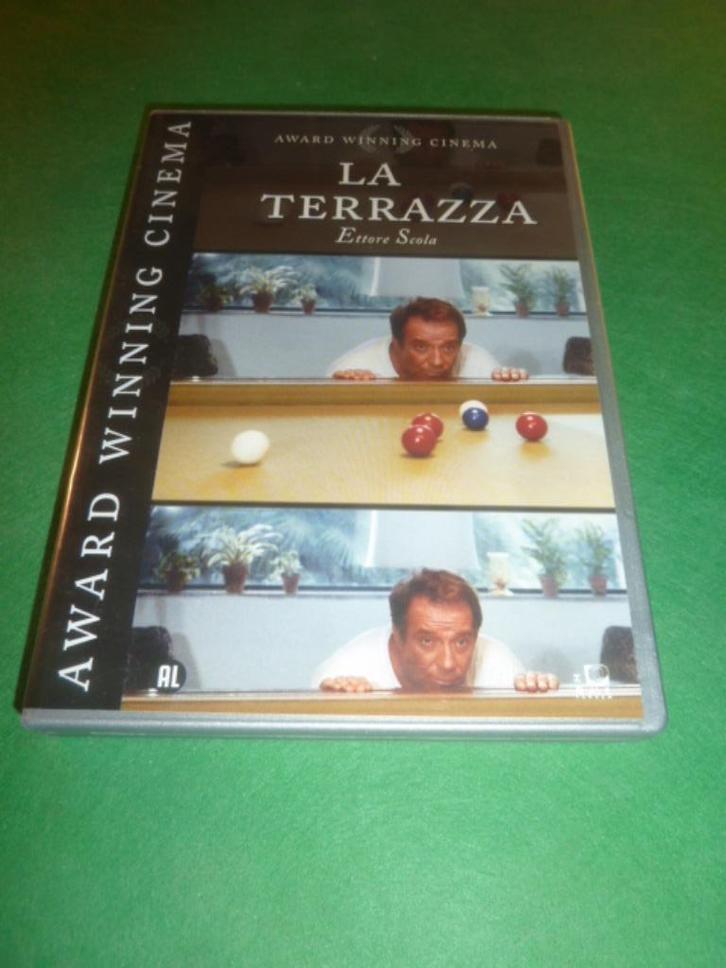 AWARD WINNING CINEMA
AWARD WINNING CINEMA
LA
TERRAZZA
Ettore Scola
AL